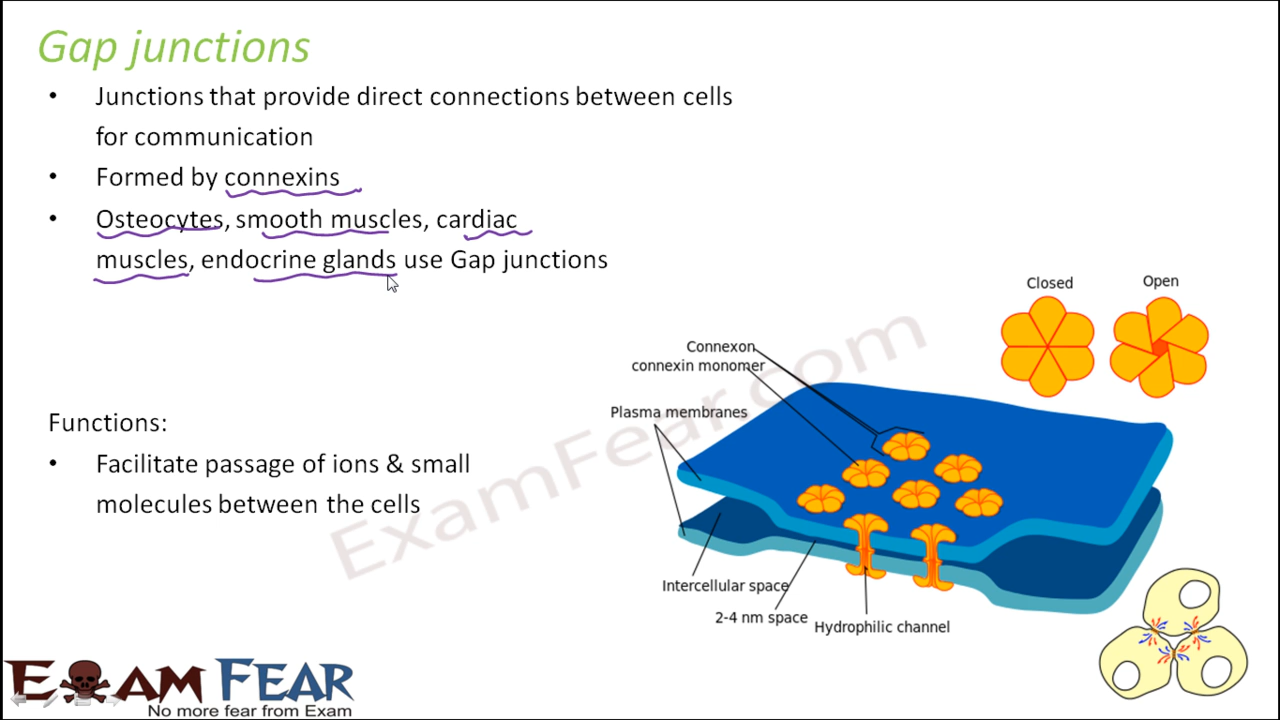 Gap junctions
• Junctions that provide direct connections between cells
for communication
• Formed by connexins
• Osteocytes, smooth muscles, cardiac
muscles, endocrine glands use Gap junctions
Closed
Open
Connexon
connexin monomer
Plasma membranes
Functions:
• Facilitate passage of ions & small
molecules between the cells
Intercellular space
2-4 nm space
Hydrophilic channel
ExamFear.com
EXAM FEAR
No more fear from Exam